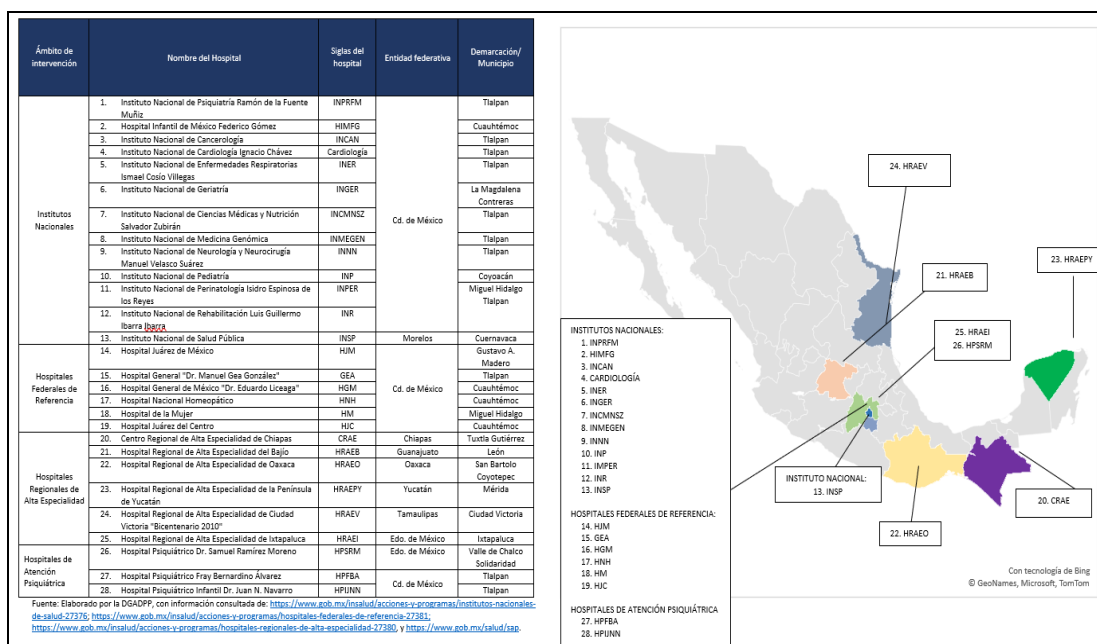 Ámbito de intervención Nombre del Hospital Siglas del hospital Entidad federativa Demarcación/ Municipio
Institutos Nacionales
Cd. de México
1. Instituto Nacional de Psiquiatría Ramón de la Fuente Muñiz INPRFM Tlalpan
2. Hospital Infantil de México Federico Gómez HIMFG Cuauhtémoc
3. Instituto Nacional de Cancerología INCAN Tlalpan
4. Instituto Nacional de Cardiología Ignacio Chávez Cardiología Tlalpan
5. Instituto Nacional de Enfermedades Respiratorias Ismael Cosío Villegas INER Tlalpan
6. Instituto Nacional de Geriatría INGER La Magdalena Contreras
7. Instituto Nacional de Ciencias Médicas y Nutrición Salvador Zubirán INCMNSZ Tlalpan
8. Instituto Nacional de Medicina Genómica INMEGEN Tlalpan
9. Instituto Nacional de Neurología y Neurocirugía Manuel Velasco Suárez INNN Tlalpan
10. Instituto Nacional de Pediatría INP Coyoacán
11. Instituto Nacional de Perinatología Isidro Espinosa de los Reyes INPER Miguel Hidalgo
12. Instituto Nacional de Rehabilitación Luis Guillermo Ibarra Ibarra INR Tlalpan
13. Instituto Nacional de Salud Pública INSP Morelos Cuernavaca
Hospitales Federales de Referencia
Cd. de México
14. Hospital Juárez de México HJM Gustavo A. Madero
15. Hospital General "Dr. Manuel Gea González" GEA Tlalpan
16. Hospital General de México "Dr. Eduardo Liceaga" HGM Cuauhtémoc
17. Hospital Nacional Homeopático HNH Cuauhtémoc
18. Hospital de la Mujer HM Miguel Hidalgo
19. Hospital Juárez del Centro HJC Cuauhtémoc
Hospitales Regionales de Alta Especialidad
20. Centro Regional de Alta Especialidad de Chiapas CRAE Chiapas Tuxtla Gutiérrez
21. Hospital Regional de Alta Especialidad del Bajío HRAEB Guanajuato León
22. Hospital Regional de Alta Especialidad de Oaxaca HRAEO Oaxaca San Bartolo Coyotepec
23. Hospital Regional de Alta Especialidad de la Península de Yucatán HRAEPY Yucatán Mérida
24. Hospital Regional de Alta Especialidad de Ciudad Victoria "Bicentenario 2010" HRAEV Tamaulipas Ciudad Victoria
25. Hospital Regional de Alta Especialidad de Ixtapaluca HRAEI Edo. de México Ixtapaluca
Hospitales de Atención Psiquiátrica
26. Hospital Psiquiátrico Dr. Samuel Ramírez Moreno HPSRM Edo. de México Valle de Chalco Solidaridad
27. Hospital Psiquiátrico Fray Bernardino Álvarez HPFBA Cd. de México Tlalpan
28. Hospital Psiquiátrico Infantil Dr. Juan N. Navarro HPIJNN Tlalpan
Fuente: Elaborado por la DGADPP, con información consultada de: https://www.gob.mx/insalud/acciones-y-programas/institutos-nacionales-
de-salud-27376; https://www.gob.mx/insalud/acciones-y-programas/hospitales-federales-de-referencia-27381;
https://www.gob.mx/insalud/acciones-y-programas/hospitales-regionales-de-alta-especialidad-27380, y https://www.gob.mx/salud/sap.
24. HRAEV
23. HRAEPY
21. HRAEB
25. HRAEI
26. HPSRM
INSTITUTOS NACIONALES:
1. INPRFM
2. HIMFG
3. INCAN
4. CARDIOLOGÍA
5. INER
6. INGER
7. INCMNSZ
8. INMEGEN
9. INNN
10. INP
11. IMPER
12. INR
13. INSP
HOSPITALES FEDERALES DE REFERENCIA:
14. HJM
15. GEA
16. HGM
17. HNH
18. HM
19. HJC
HOSPITALES DE ATENCIÓN PSIQUIÁTRICA
27. HPFBA
28. HPIJNN
INSTITUTO NACIONAL:
13. INSP
20. CRAE
22. HRAEO
Con tecnología de Bing
© GeoNames, Microsoft, TomTom